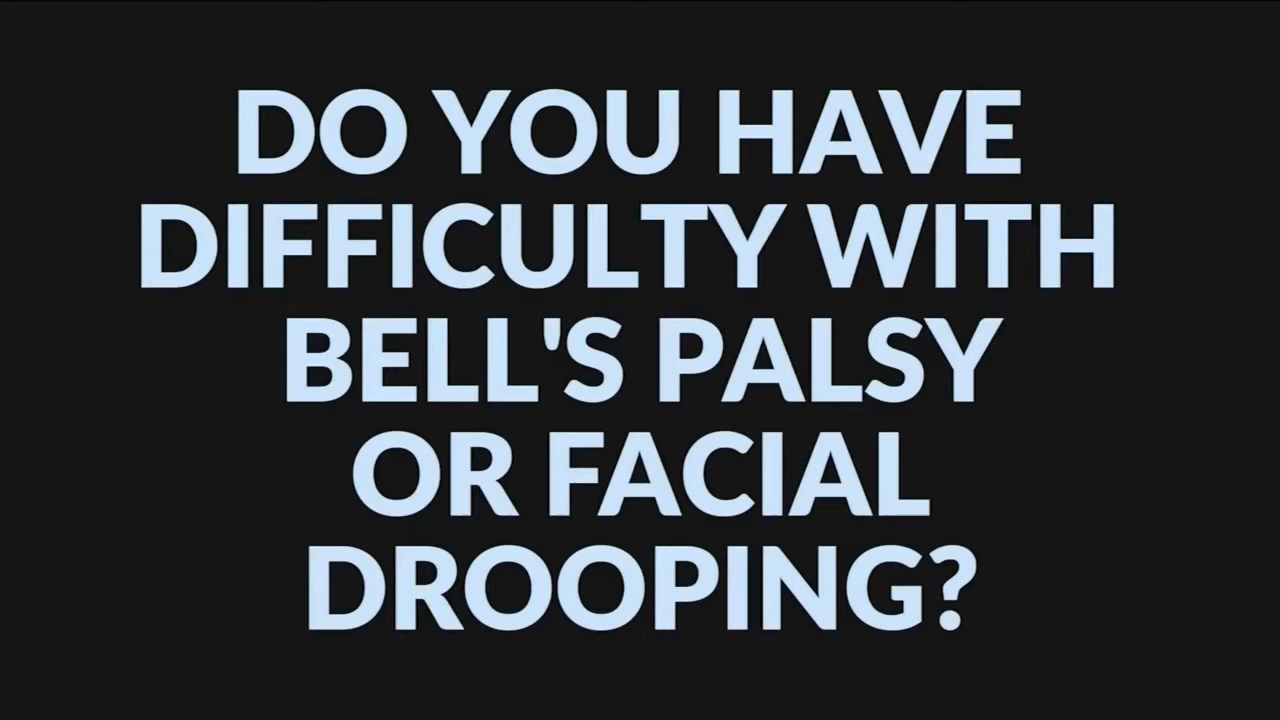 DO YOU HAVE
DIFFICULTY WITH
BELL'S PALSY
OR FACIAL
DROOPING?